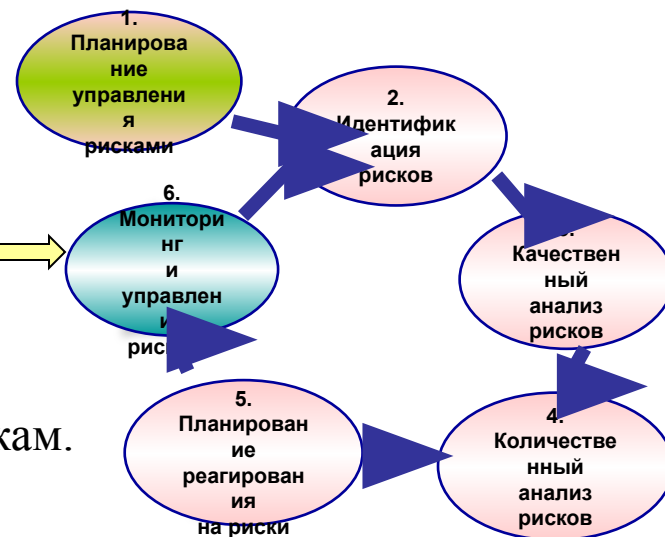 1.
Планирова
ние
управлени
я
рисками
2.
Идентифик
ация
рисков
6.
Мониторин
нг
и
управлен
Качествен
ный
анализ
рисков
кам.
5.
Планирован
ие
реагирован
ия
на риски
4.
Количестве
нный
анализ
рисков